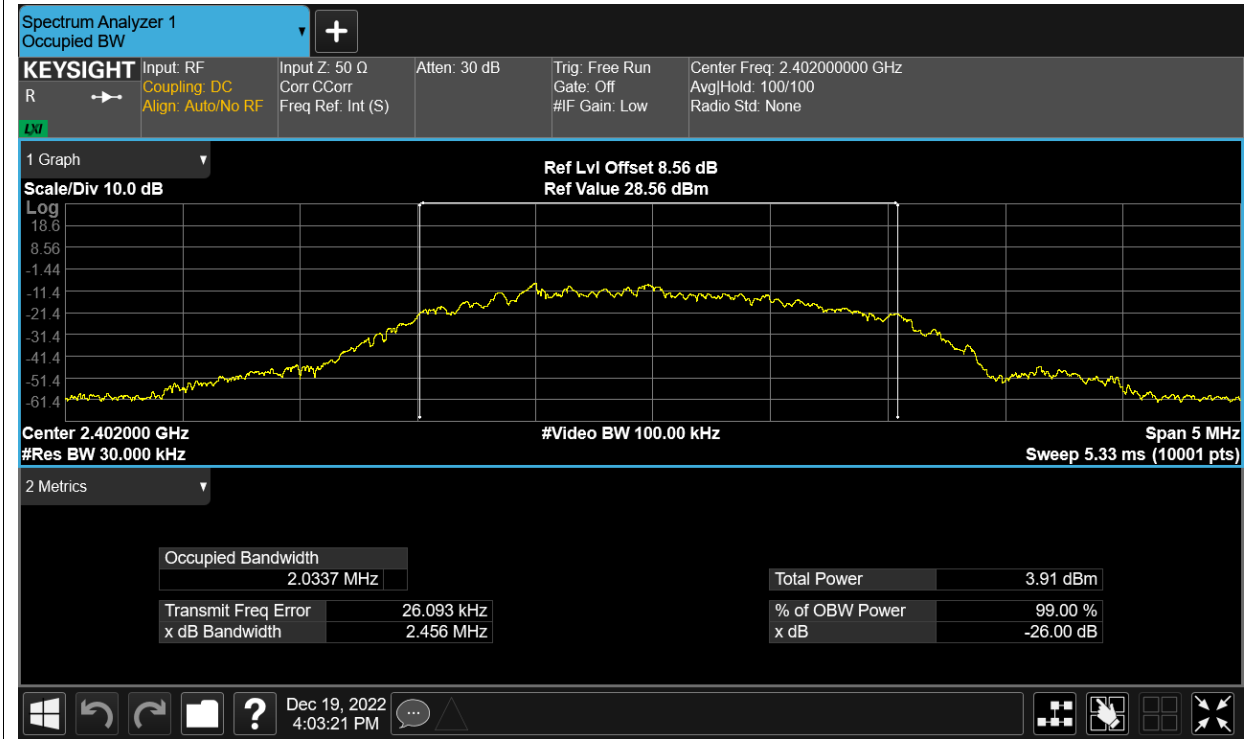 Spectrum Analyzer 1
Occupied BW
KEYSIGHT
R
LXI
Input: RF
Coupling: DC
Align: Auto/No RF
Input Z: 50 Ω
Corr CCorr
Freq Ref: Int (S)
Atten: 30 dB
Trig: Free Run
Gate: Off
#IF Gain: Low
Center Freq: 2.402000000 GHz
Avg|Hold: 100/100
Radio Std: None
1 Graph
Scale/Div 10.0 dB
Ref Lvl Offset 8.56 dB
Ref Value 28.56 dBm
Log
18.6
8.56
-1.44
-11.4
-21.4
-31.4
-41.4
-51.4
-61.4
Center 2.402000 GHz
#Res BW 30.000 kHz
#Video BW 100.00 kHz
Span 5 MHz
Sweep 5.33 ms (10001 pts)
2 Metrics
Occupied Bandwidth
2.0337 MHz
Transmit Freq Error 26.093 kHz
x dB Bandwidth 2.456 MHz
Total Power 3.91 dBm
% of OBW Power 99.00 %
x dB -26.00 dB
?
Dec 19, 2022
4:03:21 PM